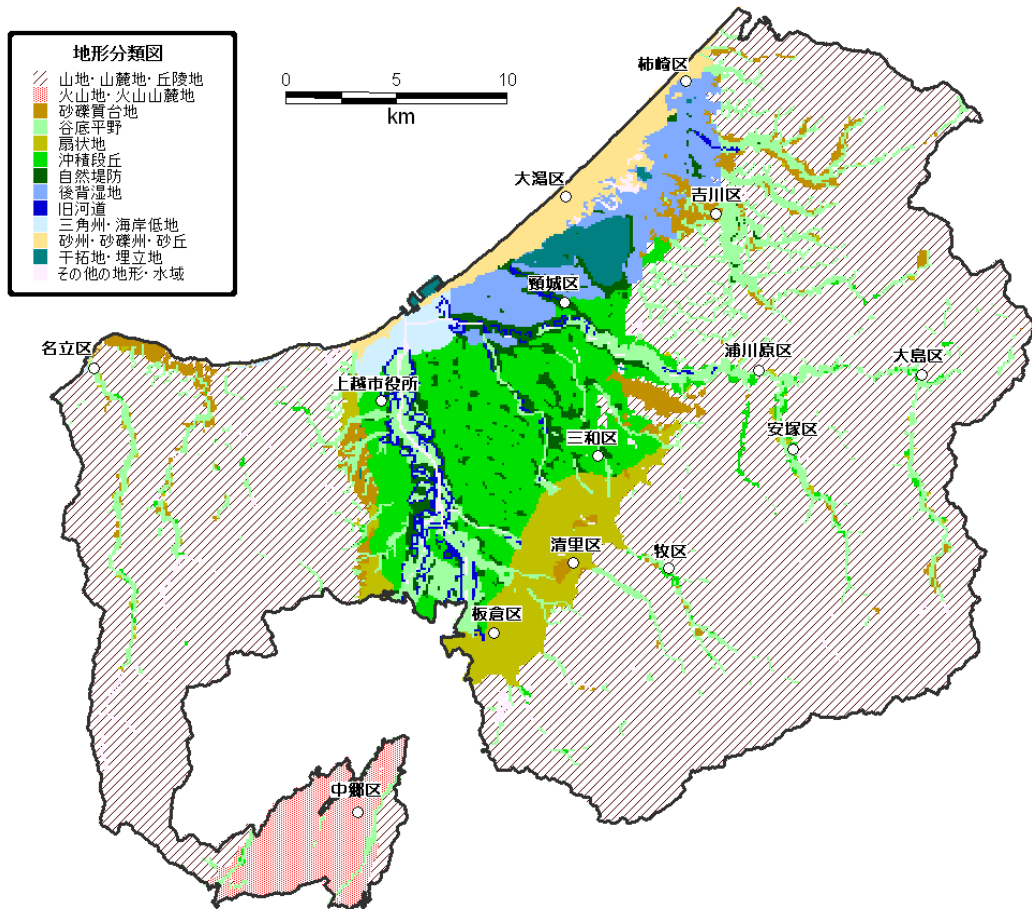 地形分類図
山地・山麓地・丘陵地
火山地・火山山麓地
砂礫質台地
谷底平野
扇状地
沖積段丘
自然堤防
後背湿地
旧河道
三角州・海岸低地
砂州・砂礫州・砂丘
干拓地・埋立地
その他の地形・水域
0 5 10
km
柿崎区
大潟区
吉川区
頸城区
名立区
浦川原区
大島区
上越市役所
安塚区
三和区
清里区
牧区
板倉区
中郷区